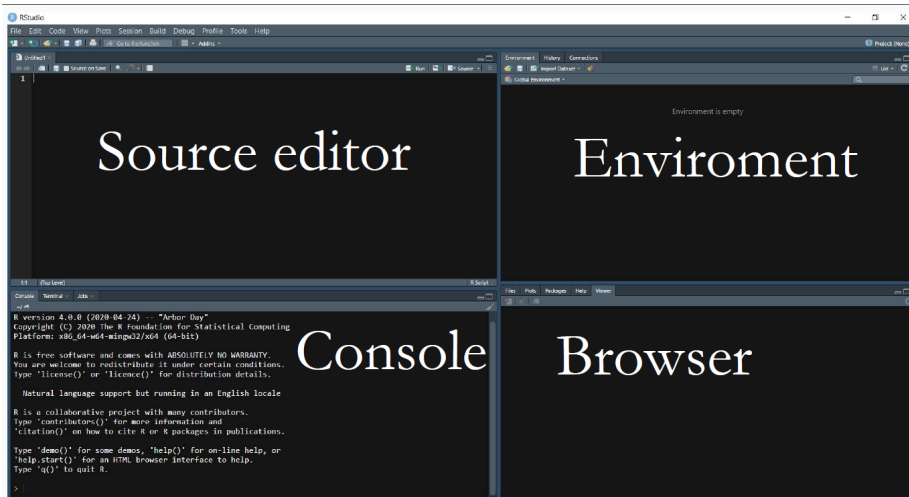 RStudio
File Edit Code View Plots Session Build Debug Profile Tools Help
Go to file/function Addins
Project: (None)
Untitled1
Source on Save Run Source
1
Source editor
1:1 (Top Level) R Script
Environment History Connections
Import Dataset List
Global Environment
Environment is empty
Enviroment
Console Terminal Jobs
~/
R version 4.0.0 (2020-04-24) -- "Arbor Day"
Copyright (C) 2020 The R Foundation for Statistical Computing
Platform: x86_64-w64-mingw32/x64 (64-bit)
R is free software and comes with ABSOLUTELY NO WARRANTY.
You are welcome to redistribute it under certain conditions.
Type 'license()' or 'licence()' for distribution details.
Natural language support but running in an English locale
R is a collaborative project with many contributors.
Type 'contributors()' for more information and
'citation()' on how to cite R or R packages in publications.
Type 'demo()' for some demos, 'help()' for on-line help, or
'help.start()' for an HTML browser interface to help.
Type 'q()' to quit R.
>
Console
Files Plots Packages Help Viewer
Browser